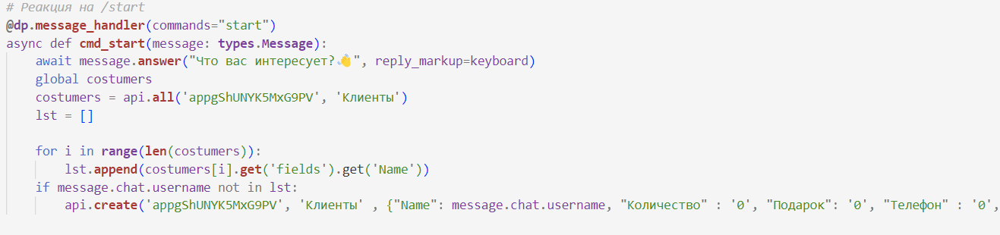 # Реакция на /start
@dp.message_handler(commands="start")
async def cmd_start(message: types.Message):
    await message.answer("Что вас интересует?👋", reply_markup=keyboard)
    global costumers
    costumers = api.all('appgShUNYK5MxG9PV', 'Клиенты')
    lst = []
    for i in range(len(costumers)):
        lst.append(costumers[i].get('fields').get('Name'))
    if message.chat.username not in lst:
        api.create('appgShUNYK5MxG9PV', 'Клиенты' , {"Name": message.chat.username, "Количество" : '0', "Подарок": '0', "Телефон" : '0',